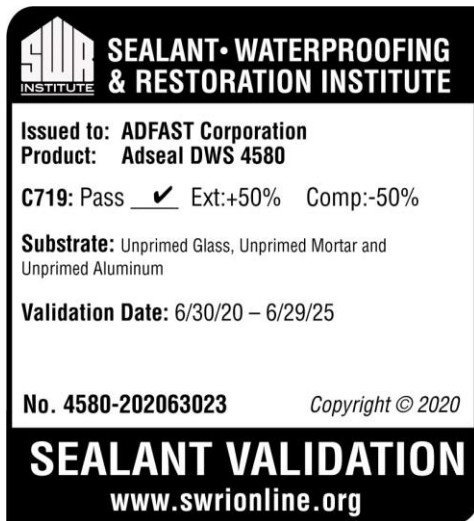 SWR
INSTITUTE
SEALANT • WATERPROOFING
& RESTORATION INSTITUTE
Issued to: ADFAST Corporation
Product: Adseal DWS 4580
C719: Pass ✔ Ext:+50% Comp:-50%
Substrate: Unprimed Glass, Unprimed Mortar and
Unprimed Aluminum
Validation Date: 6/30/20 – 6/29/25
No. 4580-202063023 Copyright © 2020
SEALANT VALIDATION
www.swrionline.org